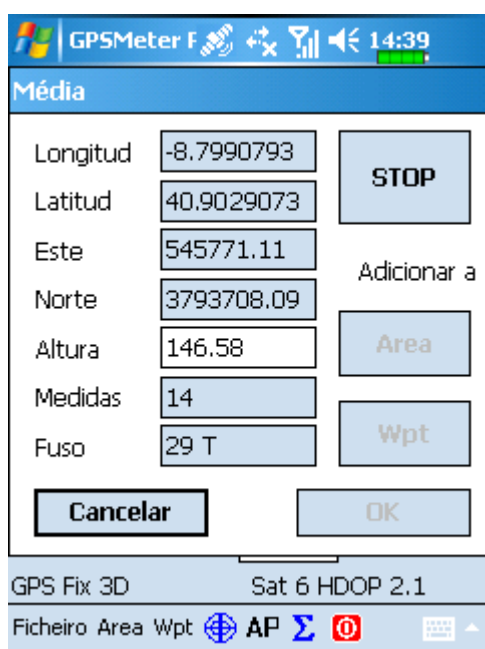 GPSMeter F 14:39
Média
Longitud -8.7990793
STOP
Latitud 40.9029073
Este 545771.11
Adicionar a
Norte 3793708.09
Area
Altura 146.58
Medidas 14
Wpt
Fuso 29 T
Cancelar OK
GPS Fix 3D Sat 6 HDOP 2.1
Ficheiro Area Wpt AP Σ